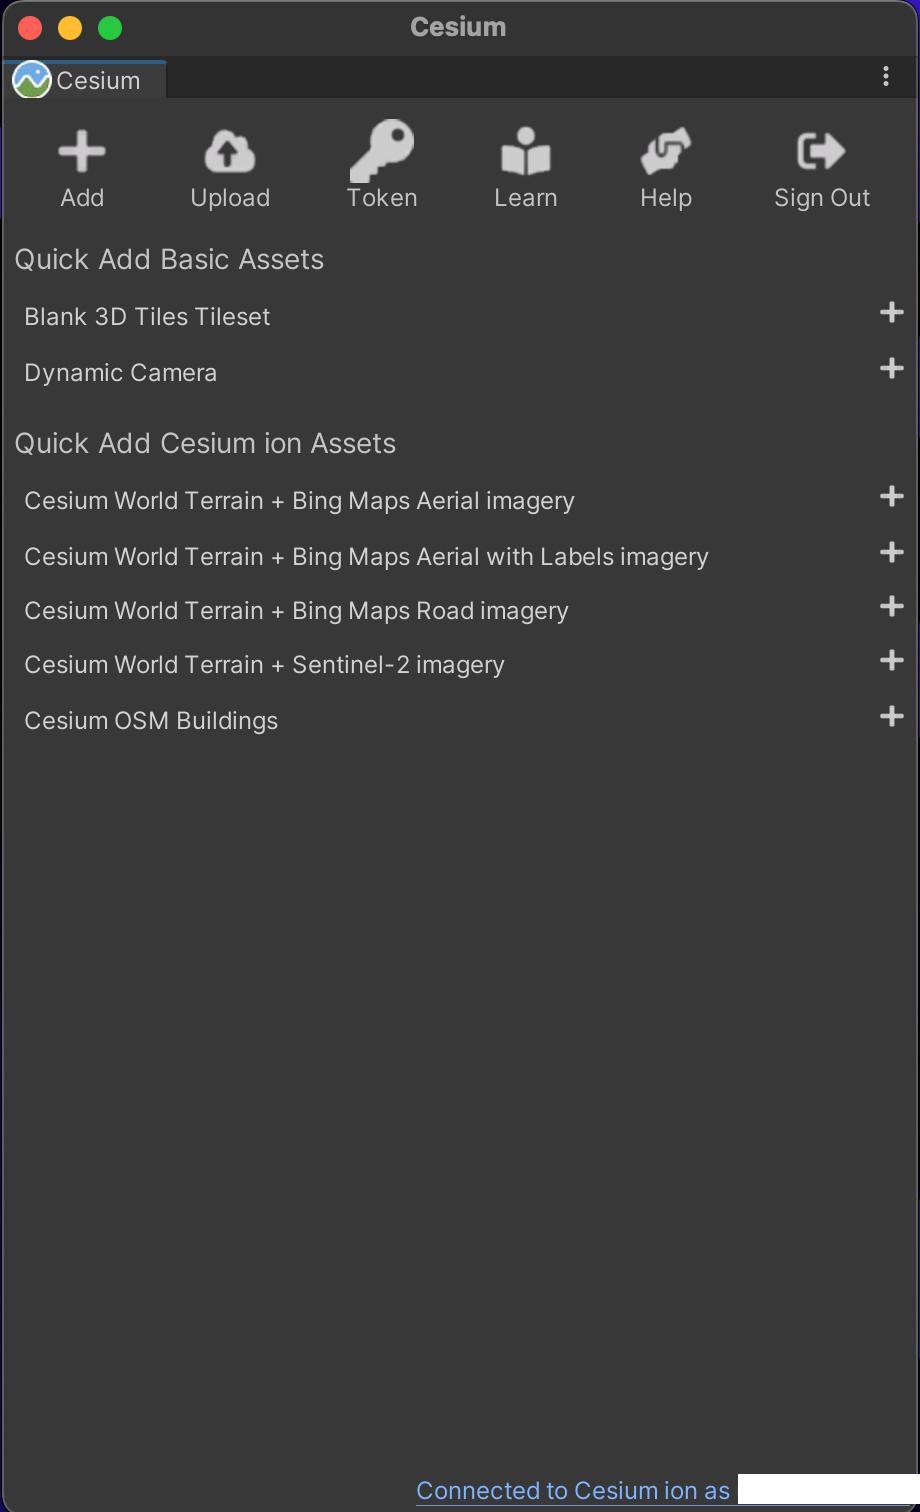 Cesium
Cesium
Add Upload Token Learn Help Sign Out
Quick Add Basic Assets
Blank 3D Tiles Tileset
Dynamic Camera
Quick Add Cesium ion Assets
Cesium World Terrain + Bing Maps Aerial imagery
Cesium World Terrain + Bing Maps Aerial with Labels imagery
Cesium World Terrain + Bing Maps Road imagery
Cesium World Terrain + Sentinel-2 imagery
Cesium OSM Buildings
Connected to Cesium ion as